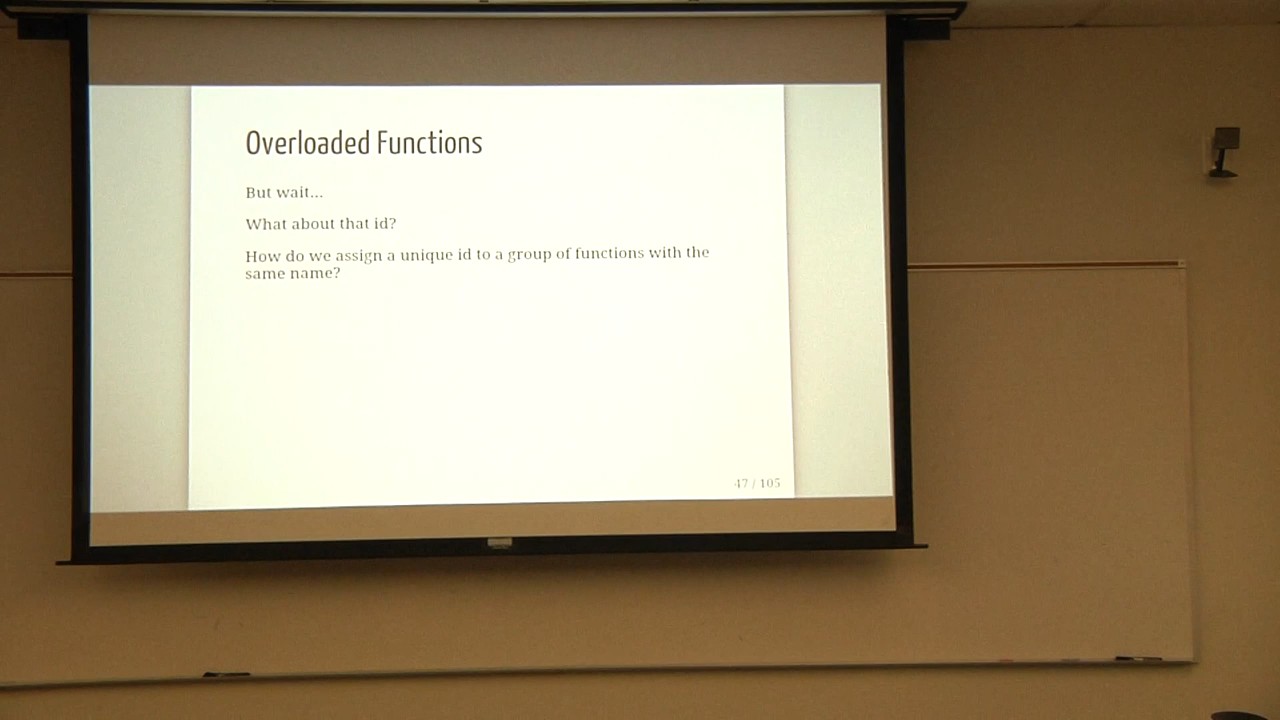 Overloaded Functions
But wait...
What about that id?
How do we assign a unique id to a group of functions with the
same name?
47 / 105